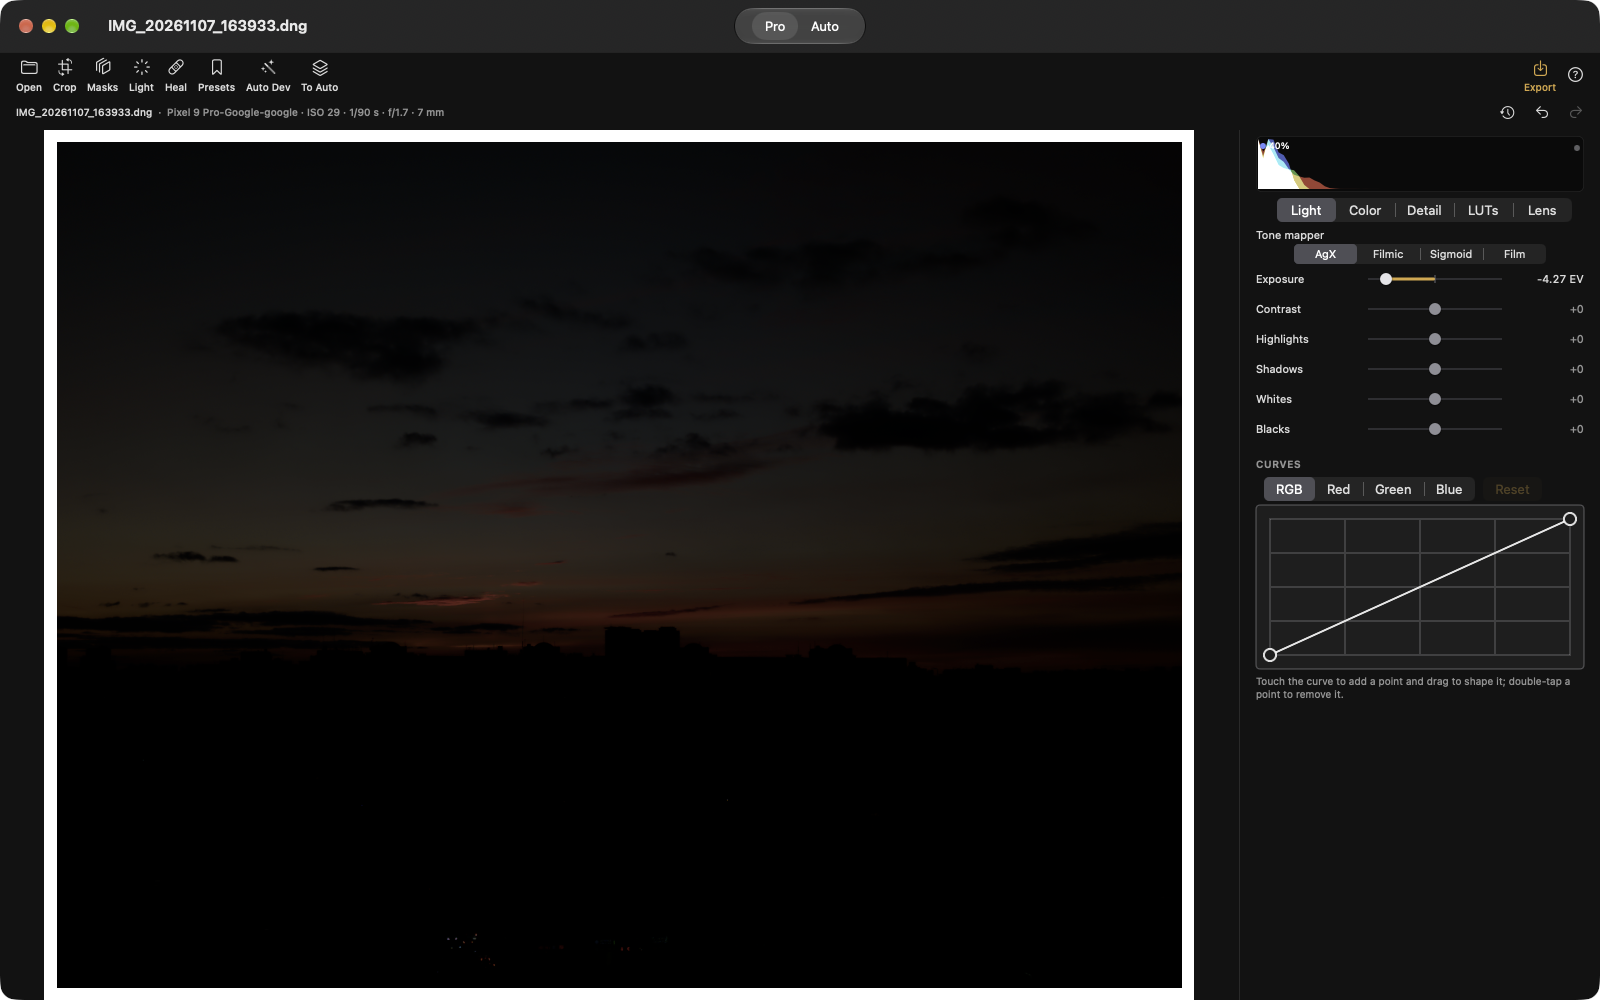 IMG_20261107_163933.dng
Pro Auto
Open Crop Masks Light Heal Presets Auto Dev To Auto
Export
IMG_20261107_163933.dng · Pixel 9 Pro-Google-google · ISO 29 · 1/90 s · f/1.7 · 7 mm
Light Color Detail LUTs Lens
Tone mapper
AgX Filmic Sigmoid Film
Exposure -4.27 EV
Contrast +0
Highlights +0
Shadows +0
Whites +0
Blacks +0
CURVES
RGB Red Green Blue Reset
Touch the curve to add a point and drag to shape it; double-tap a
point to remove it.